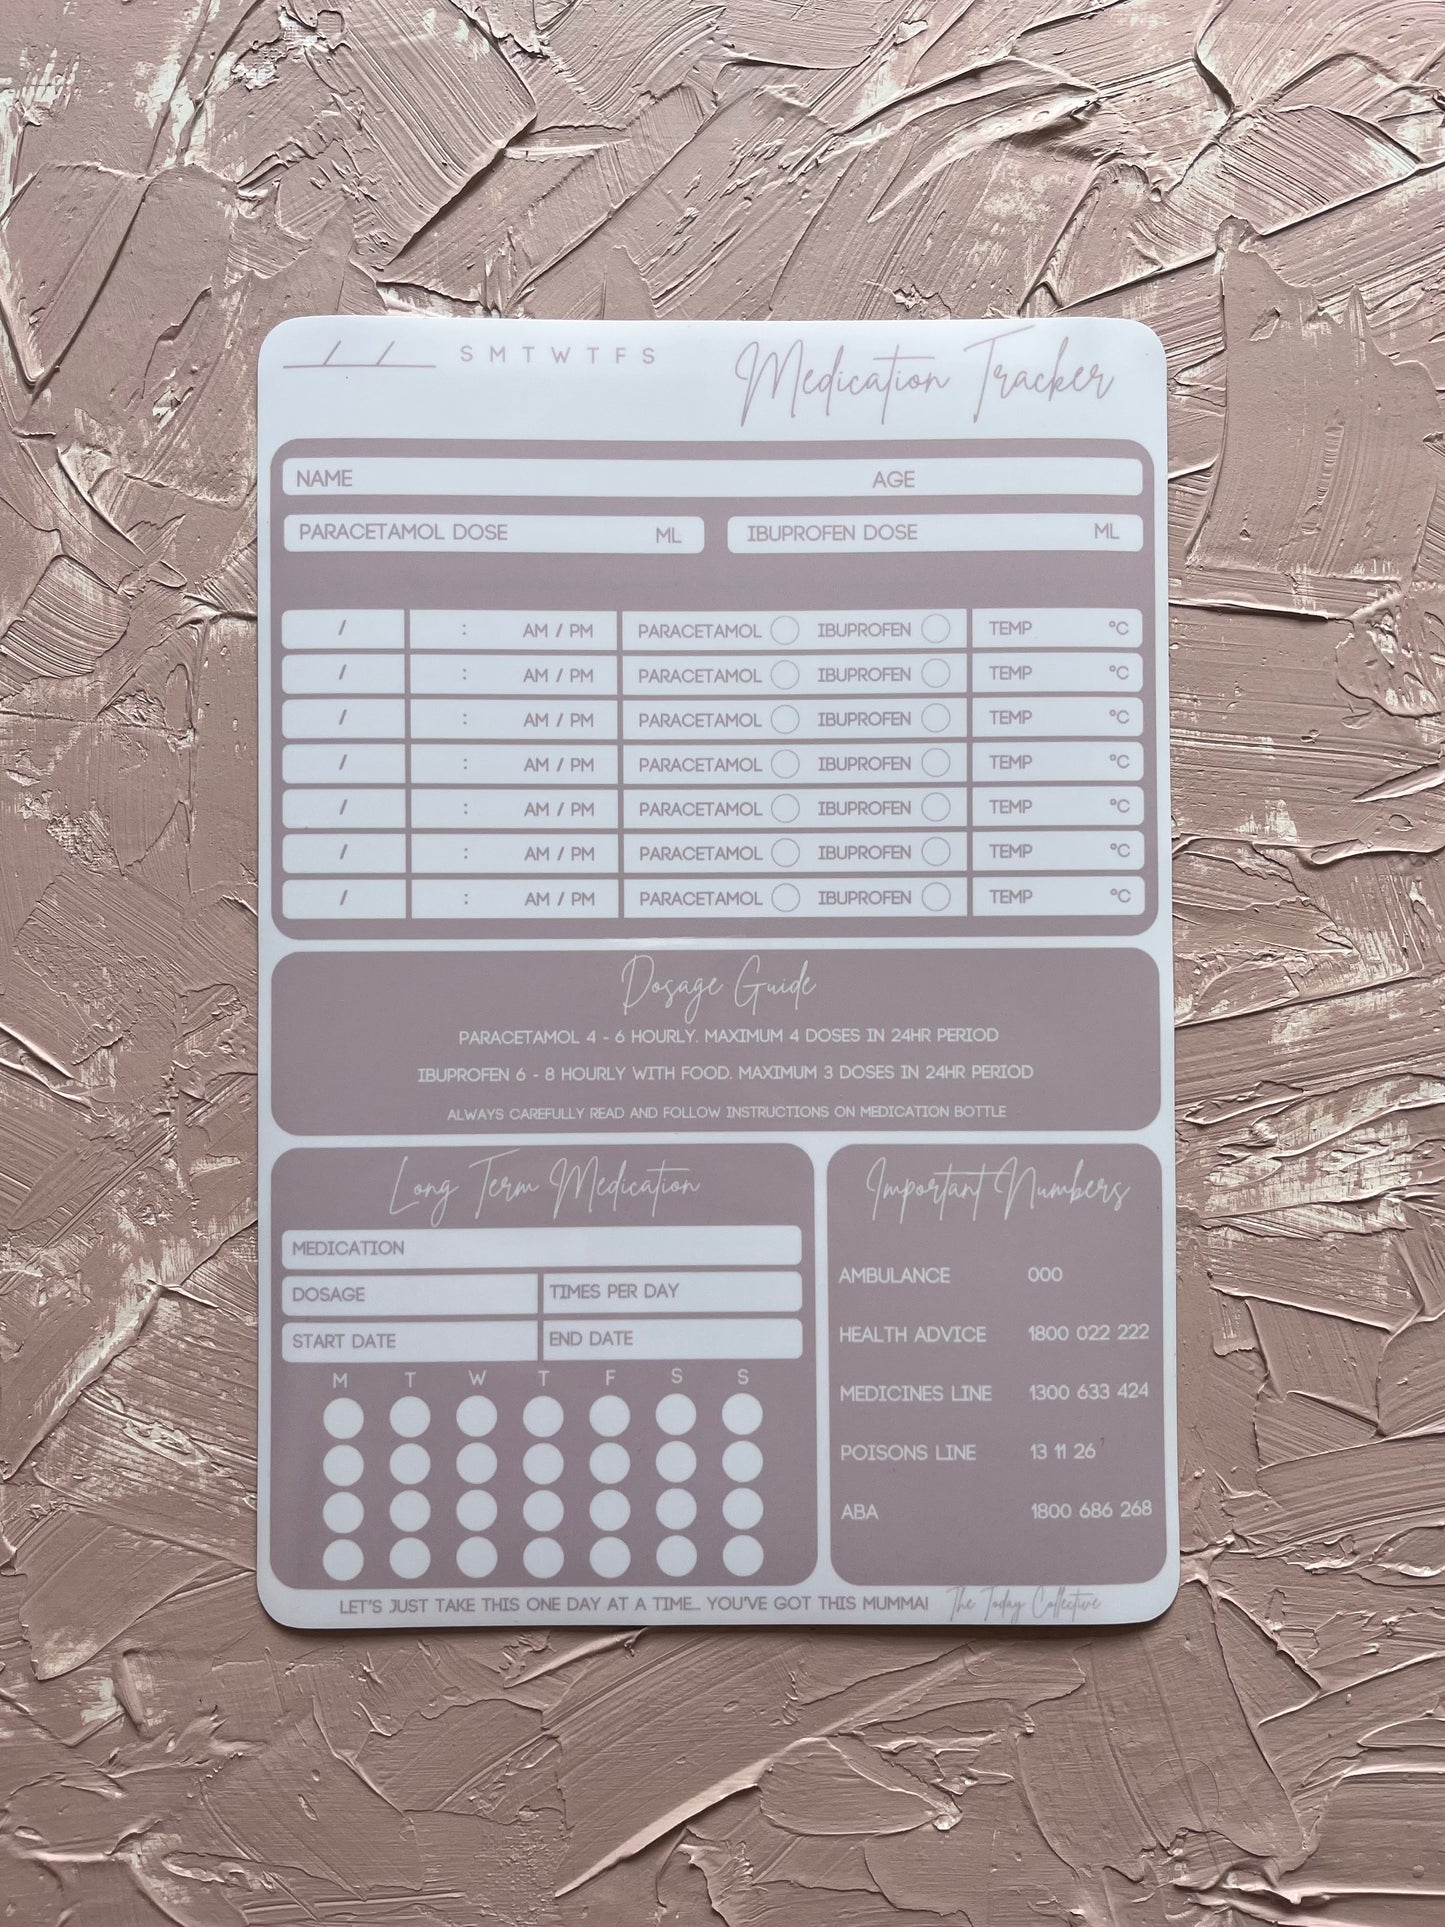 / / S M T W T F S Medication Tracker
NAME AGE
PARACETAMOL DOSE ML IBUPROFEN DOSE ML
/ : AM / PM PARACETAMOL IBUPROFEN TEMP °C
/ : AM / PM PARACETAMOL IBUPROFEN TEMP °C
/ : AM / PM PARACETAMOL IBUPROFEN TEMP °C
/ : AM / PM PARACETAMOL IBUPROFEN TEMP °C
/ : AM / PM PARACETAMOL IBUPROFEN TEMP °C
/ : AM / PM PARACETAMOL IBUPROFEN TEMP °C
/ : AM / PM PARACETAMOL IBUPROFEN TEMP °C
Dosage Guide
PARACETAMOL 4 - 6 HOURLY. MAXIMUM 4 DOSES IN 24HR PERIOD
IBUPROFEN 6 - 8 HOURLY WITH FOOD. MAXIMUM 3 DOSES IN 24HR PERIOD
ALWAYS CAREFULLY READ AND FOLLOW INSTRUCTIONS ON MEDICATION BOTTLE
Long Term Medication
MEDICATION
DOSAGE TIMES PER DAY
START DATE END DATE
M T W T F S S
Important Numbers
AMBULANCE 000
HEALTH ADVICE 1800 022 222
MEDICINES LINE 1300 633 424
POISONS LINE 13 11 26
ABA 1800 686 268
LET'S JUST TAKE THIS ONE DAY AT A TIME... YOU'VE GOT THIS MUMMA! The Today Collective